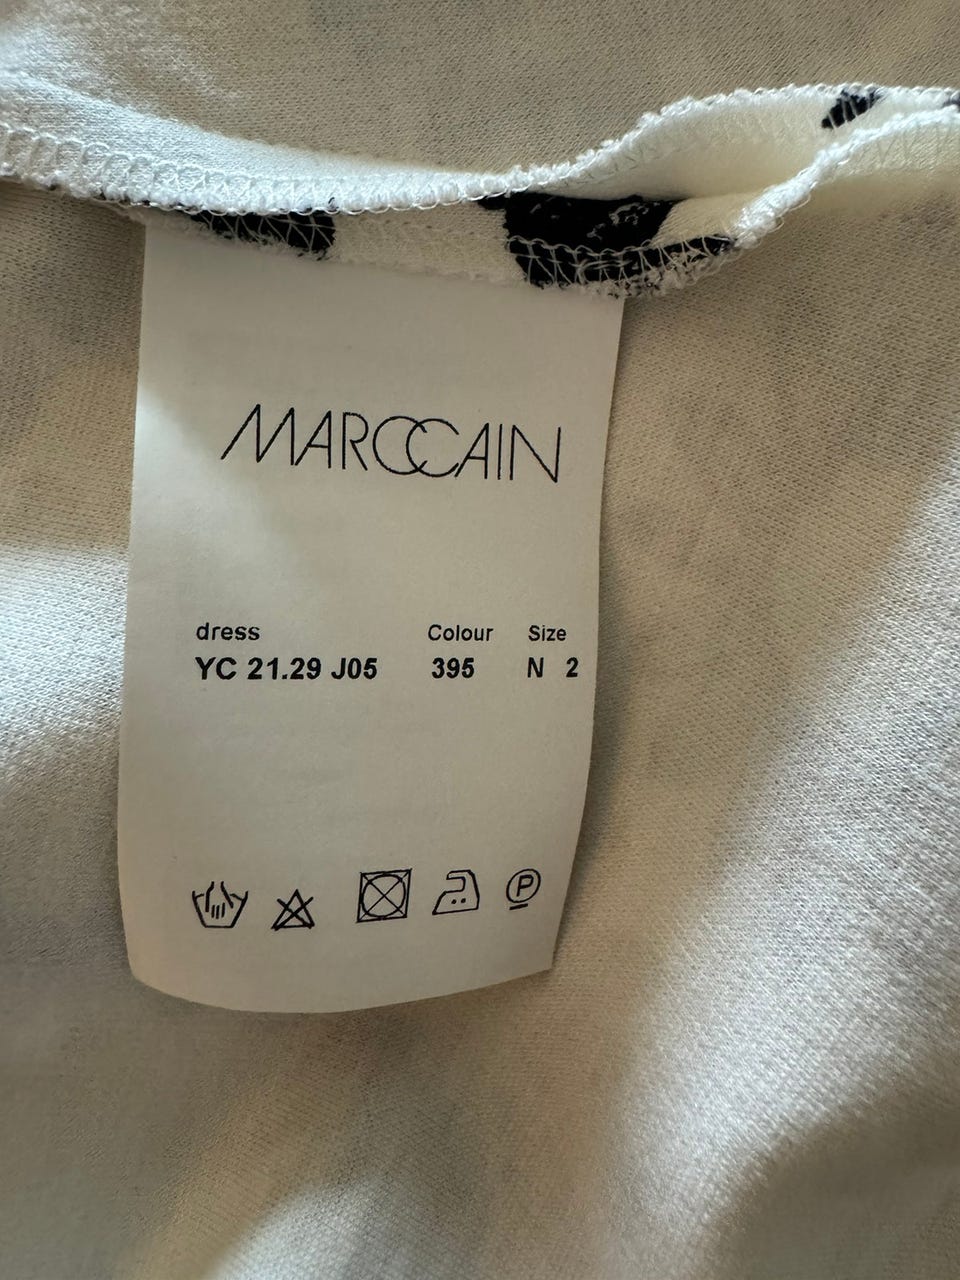 MARCCAIN
dress Colour Size
YC 21.29 J05 395 N 2
P